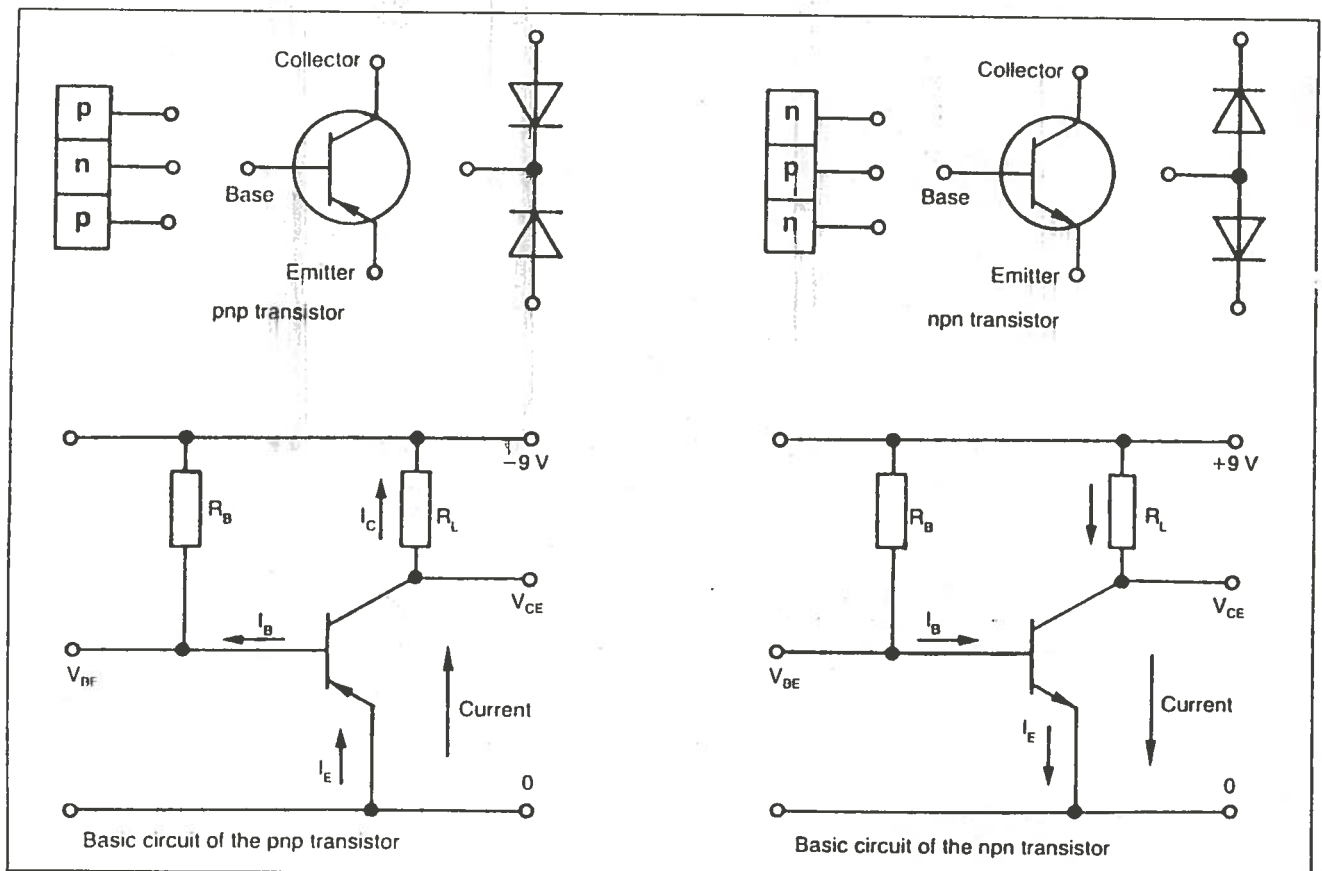 Collector
p
n
p
Base
Emitter
pnp transistor
Collector
n
p
n
Base
Emitter
npn transistor
−9 V
R_B
I_C
R_L
V_CE
I_B
V_BE
Current
I_E
0
Basic circuit of the pnp transistor
+9 V
R_B
R_L
V_CE
I_B
V_BE
Current
I_E
0
Basic circuit of the npn transistor